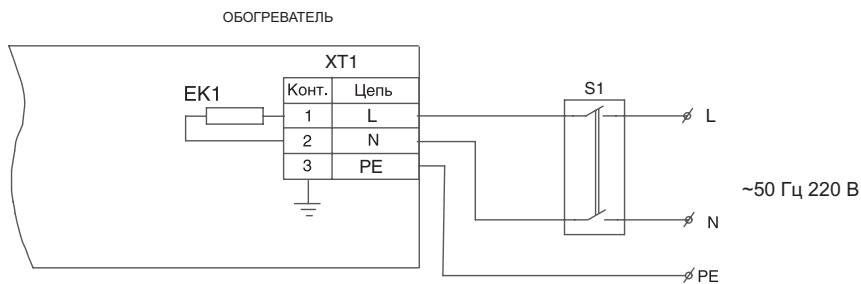 ОБОГРЕВАТЕЛЬ
XT1
EK1
Конт. Цепь
1 L
2 N
3 PE
S1
L
N
PE
~50 Гц 220 В